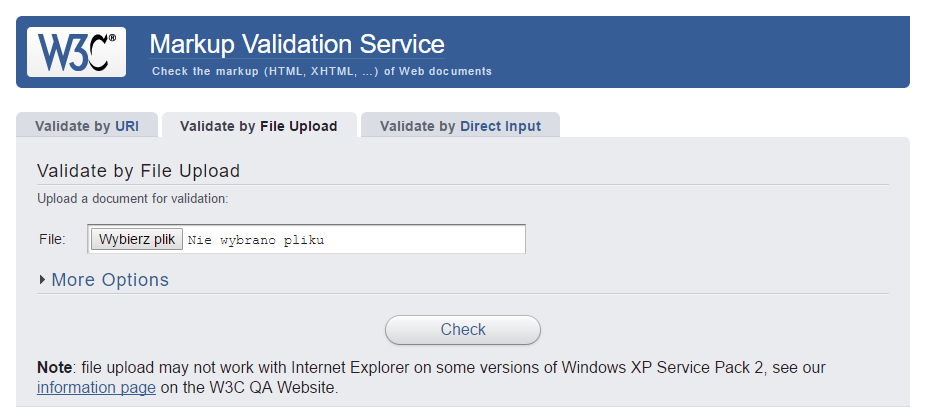 W3C®
Markup Validation Service
Check the markup (HTML, XHTML, …) of Web documents
Validate by URI
Validate by File Upload
Validate by Direct Input
Validate by File Upload
Upload a document for validation:
File: Wybierz plik Nie wybrano pliku
More Options
Check
Note: file upload may not work with Internet Explorer on some versions of Windows XP Service Pack 2, see our
information page on the W3C QA Website.